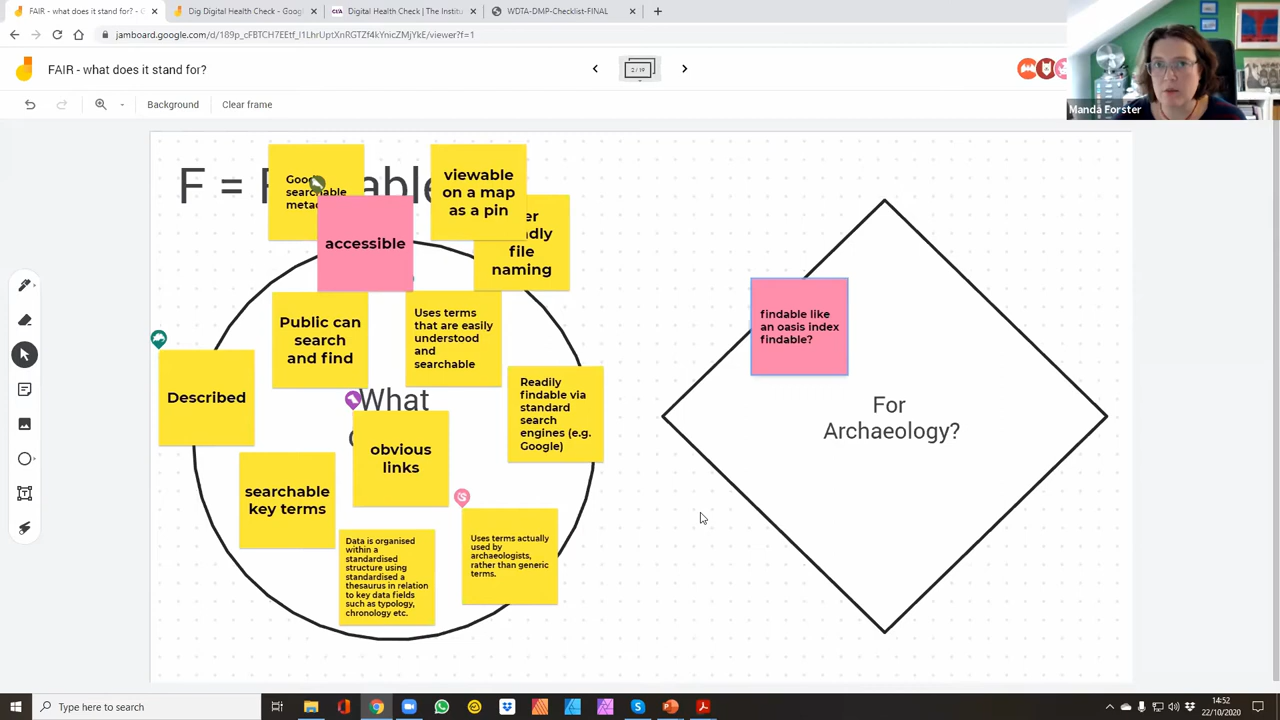 FAIR - what does it stand for? -
Dig Digital Health Check - Goog
Digital Health Check | The Institu
WDTA-DMP-Checklist-FINAL
jamboard.google.com/d/189p_cFBTCH7EEtf_I1LhrUptXnRGTZf4kYnicZMjYkE/viewer?f=1
FAIR - what does it stand for?
2 / 19
Manda Forster
Background
Clear frame
F =
able
searchable
accessible
viewable
on a map
as a pin
file
naming
Public can
search
and find
Uses terms
that are easily
understood
and
searchable
Described
What
obvious
links
Readily
findable via
standard
search
engines (e.g.
Google)
searchable
key terms
Data is organised
within a
standardised
structure using
standardised a
thesaurus in relation
to key data fields
such as typology,
chronology etc.
Uses terms actually
used by
archaeologists,
rather than generic
terms.
findable like
an oasis index
findable?
For
Archaeology?
Type here to search
14:52
22/10/2020